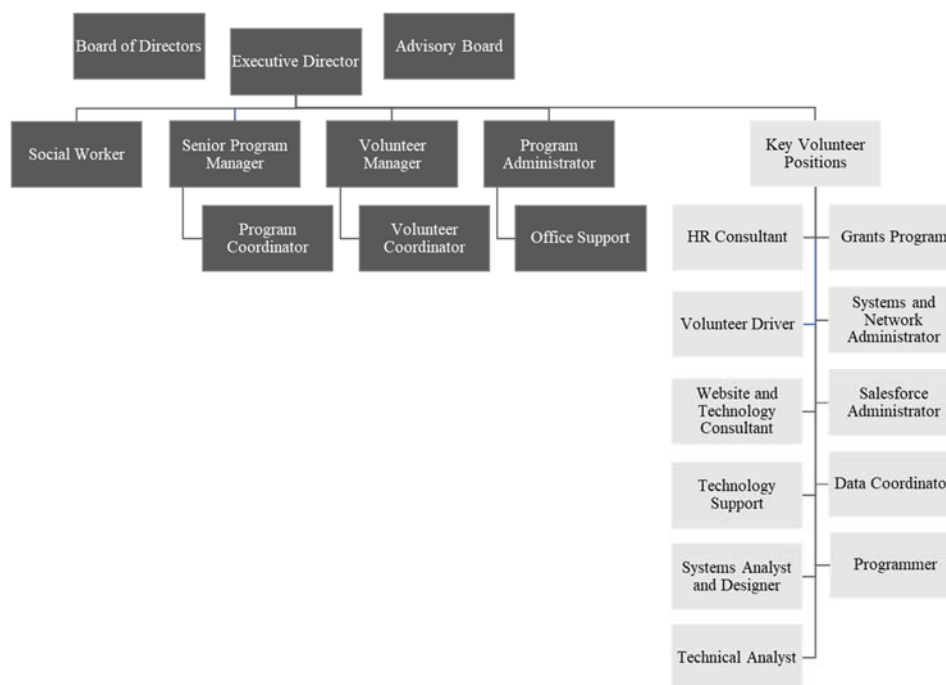 Board of Directors
Executive Director
Advisory Board
Social Worker
Senior Program
Manager
Volunteer
Manager
Program
Administrator
Key Volunteer
Positions
Program
Coordinator
Volunteer
Coordinator
Office Support
HR Consultant
Grants Program
Volunteer Driver
Systems and
Network
Administrator
Website and
Technology
Consultant
Salesforce
Administrator
Technology
Support
Data Coordinato
Systems Analyst
and Designer
Programmer
Technical Analyst